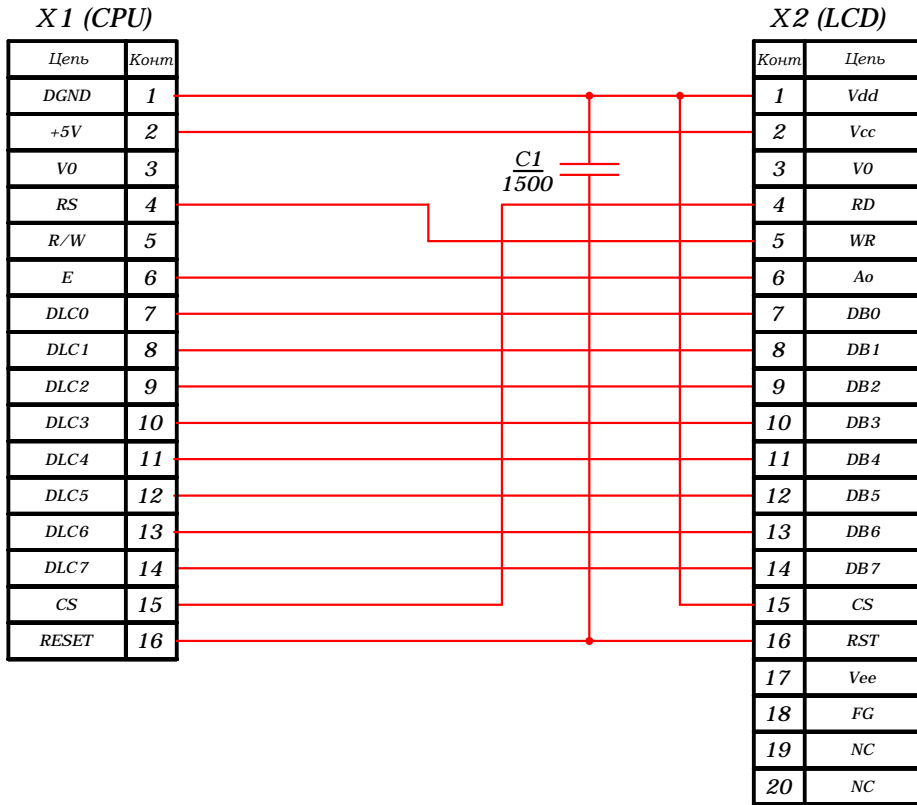 X1 (CPU) X2 (LCD)
Цепь Конт Конт Цепь
DGND 1 1 Vdd
+5V 2 2 Vcc
V0 3 C1 3 V0
1500
RS 4 4 RD
R/W 5 5 WR
E 6 6 Ao
DLC0 7 7 DB0
DLC1 8 8 DB1
DLC2 9 9 DB2
DLC3 10 10 DB3
DLC4 11 11 DB4
DLC5 12 12 DB5
DLC6 13 13 DB6
DLC7 14 14 DB7
CS 15 15 CS
RESET 16 16 RST
17 Vee
18 FG
19 NC
20 NC